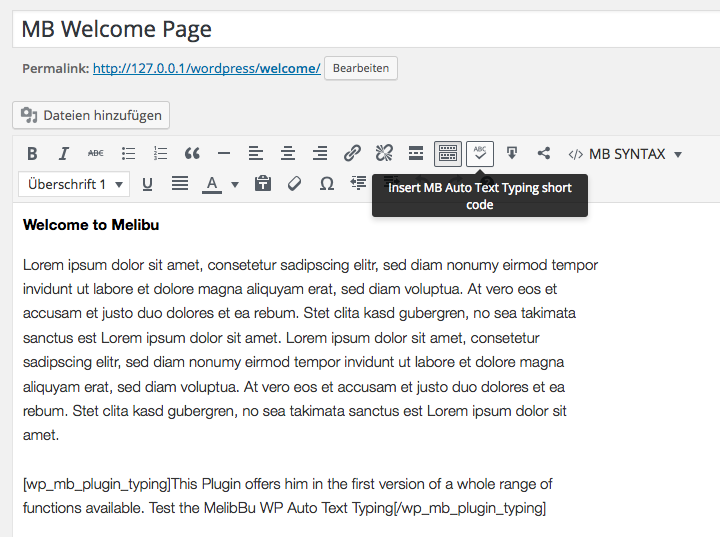 MB Welcome Page
Permalink: http://127.0.0.1/wordpress/welcome/ Bearbeiten
Dateien hinzufügen
B I ABC ABC MB SYNTAX
Überschrift 1 U A T Ω
Insert MB Auto Text Typing short
code
Welcome to Melibu
Lorem ipsum dolor sit amet, consetetur sadipscing elitr, sed diam nonumy eirmod tempor
invidunt ut labore et dolore magna aliquyam erat, sed diam voluptua. At vero eos et
accusam et justo duo dolores et ea rebum. Stet clita kasd gubergren, no sea takimata
sanctus est Lorem ipsum dolor sit amet. Lorem ipsum dolor sit amet, consetetur
sadipscing elitr, sed diam nonumy eirmod tempor invidunt ut labore et dolore magna
aliquyam erat, sed diam voluptua. At vero eos et accusam et justo duo dolores et ea
rebum. Stet clita kasd gubergren, no sea takimata sanctus est Lorem ipsum dolor sit
amet.
[wp_mb_plugin_typing]This Plugin offers him in the first version of a whole range of
functions available. Test the MelibBu WP Auto Text Typing[/wp_mb_plugin_typing]